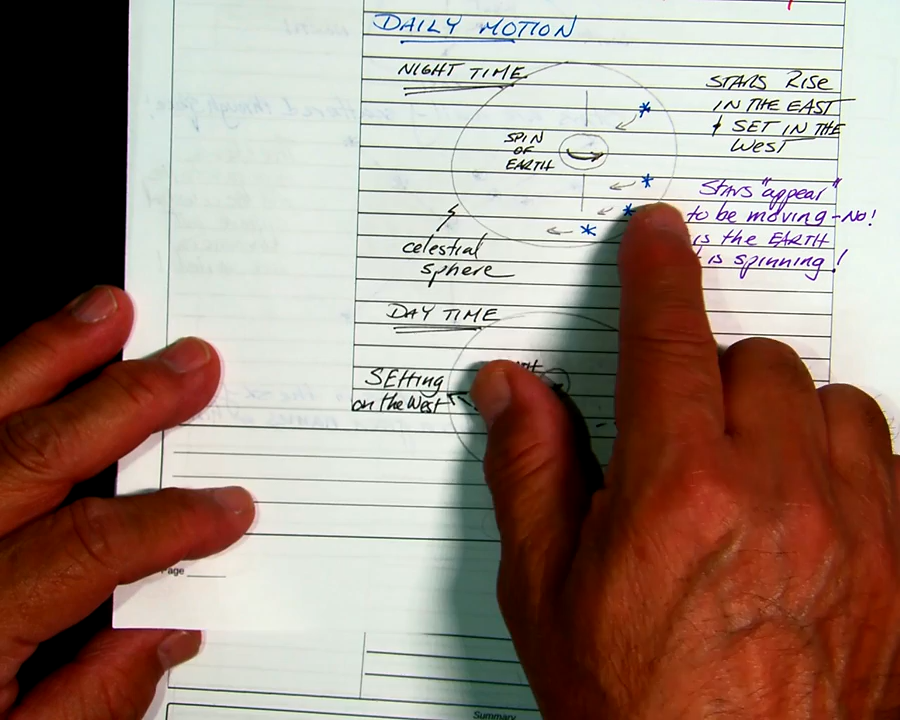 DAILY MOTION
NIGHT TIME
SPIN
OF
EARTH
STARS RISE
IN THE EAST
& SET IN THE
WEST
Stars "appear"
to be moving-No!
is the EARTH
is spinning!
celestial
sphere
DAY TIME
SEtting
on the West
Page
Summary